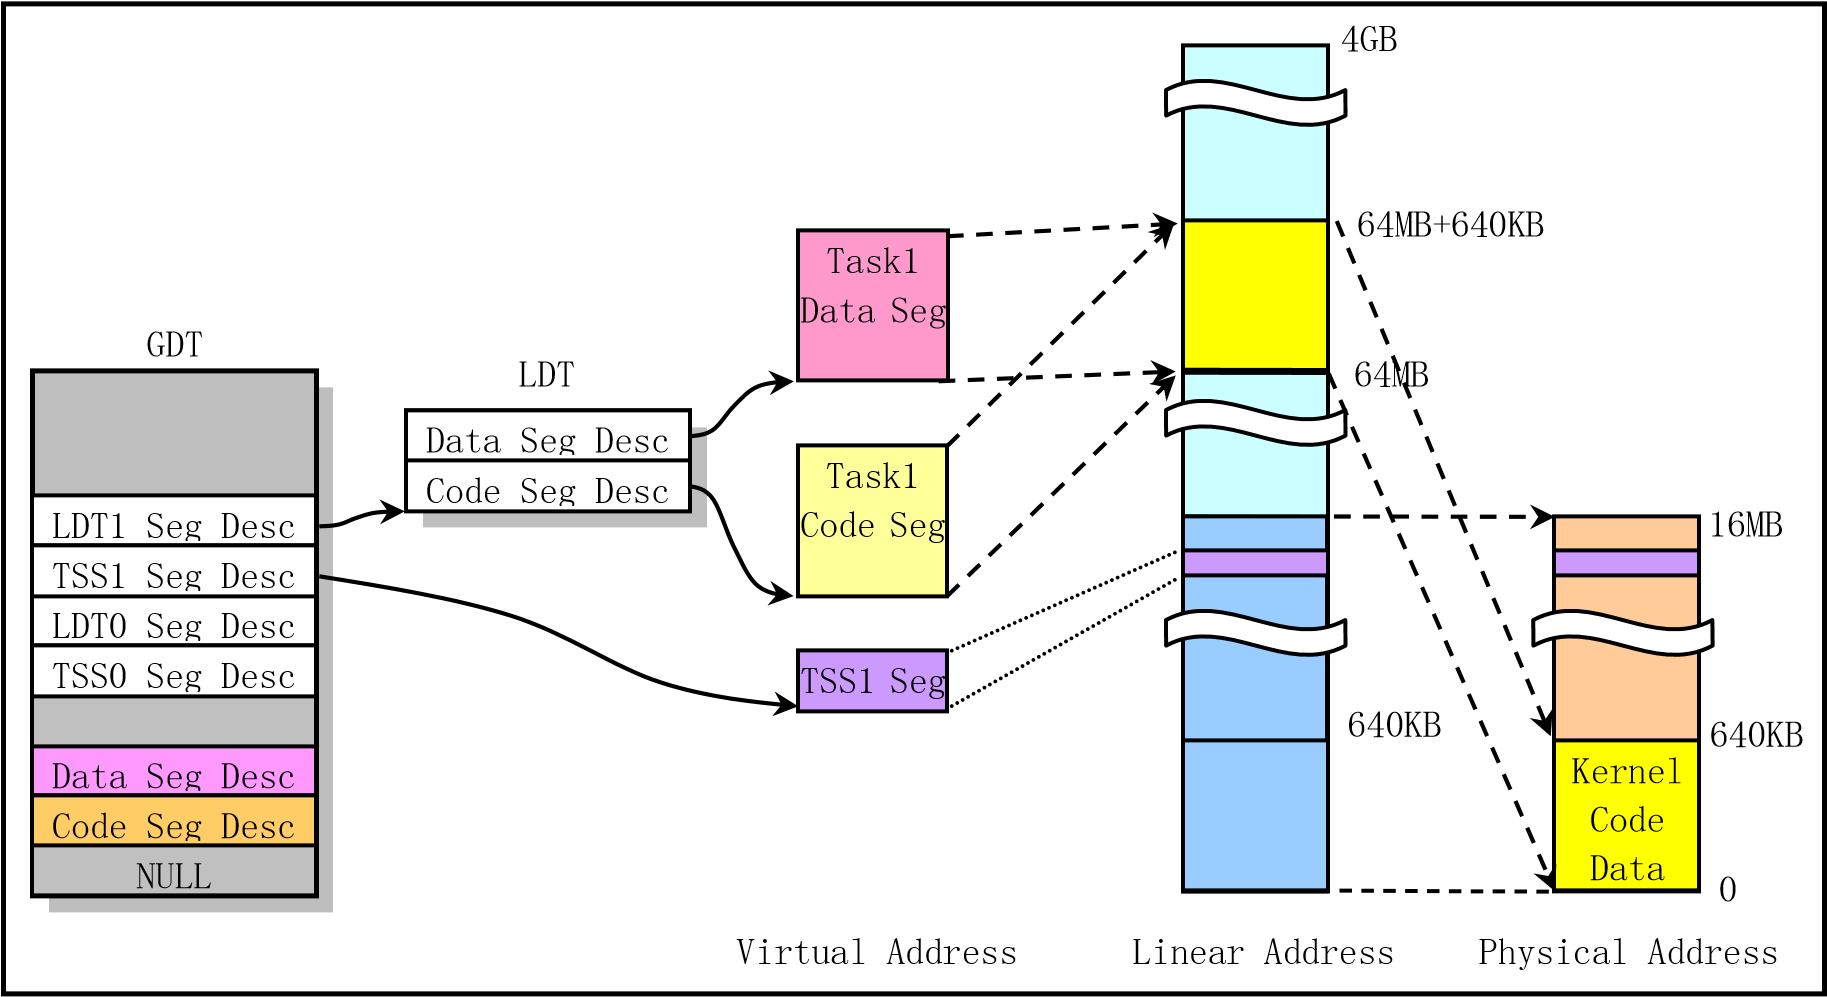 GDT
LDT1 Seg Desc
TSS1 Seg Desc
LDT0 Seg Desc
TSS0 Seg Desc
Data Seg Desc
Code Seg Desc
NULL
LDT
Data Seg Desc
Code Seg Desc
Task1
Data Seg
Task1
Code Seg
TSS1 Seg
4GB
64MB+640KB
64MB
640KB
16MB
640KB
Kernel
Code
Data
0
Virtual Address
Linear Address
Physical Address